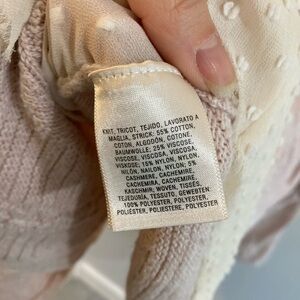 KNIT, TRICOT, TEJIDO, LAVORATO A
MAGLIA, STRICK: 55% COTTON,
COTON, ALGODÓN, COTONE,
BAUMWOLLE; 25% VISCOSE,
VISCOSE, VISCOSA, VISCOSA,
VISKOSE; 15% NYLON, NYLON,
NILÓN, NAILON, NYLON; 5%
CASHMERE, CACHEMIRE,
CACHEMIRA, CACHEMIRA,
KASCHMIR; WOVEN, TISSÉS,
TEJEDURÍA, TESSUTO, GEWEBTEN:
100% POLYESTER, POLYESTER,
POLIÉSTER, POLIESTERE, POLYESTER